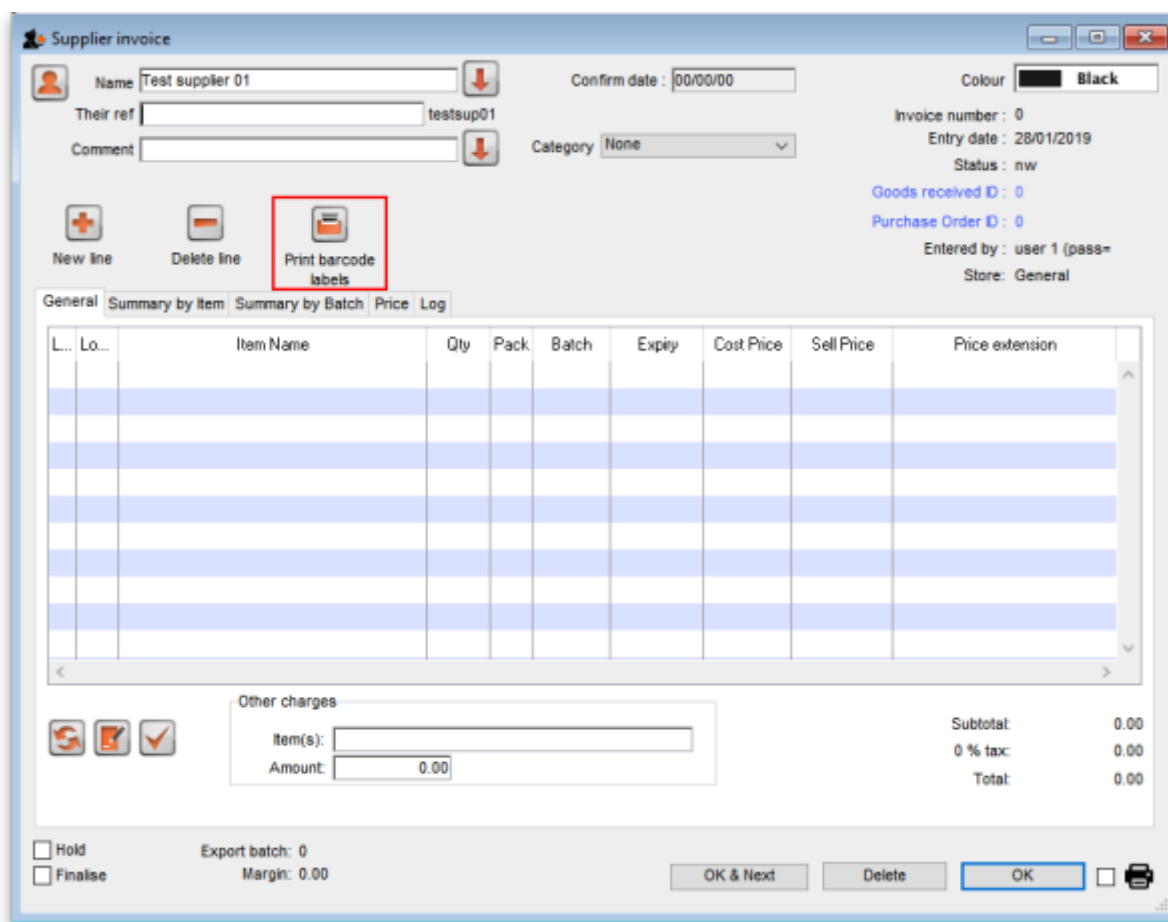 Supplier invoice
Name Test supplier 01 Confirm date : 00/00/00 Colour Black
Their ref testsup01 Invoice number : 0
Comment Category None Entry date : 28/01/2019
Status : nw
Goods received ID : 0
Purchase Order ID : 0
New line Delete line Print barcode labels Entered by : user 1 (pass=
Store: General
General Summary by Item Summary by Batch Price Log
L... Lo... Item Name Qty Pack Batch Expiry Cost Price Sell Price Price extension
Other charges
Item(s):
Amount: 0.00
Subtotal: 0.00
0 % tax: 0.00
Total: 0.00
Hold Export batch: 0
Finalise Margin: 0.00
OK & Next Delete OK